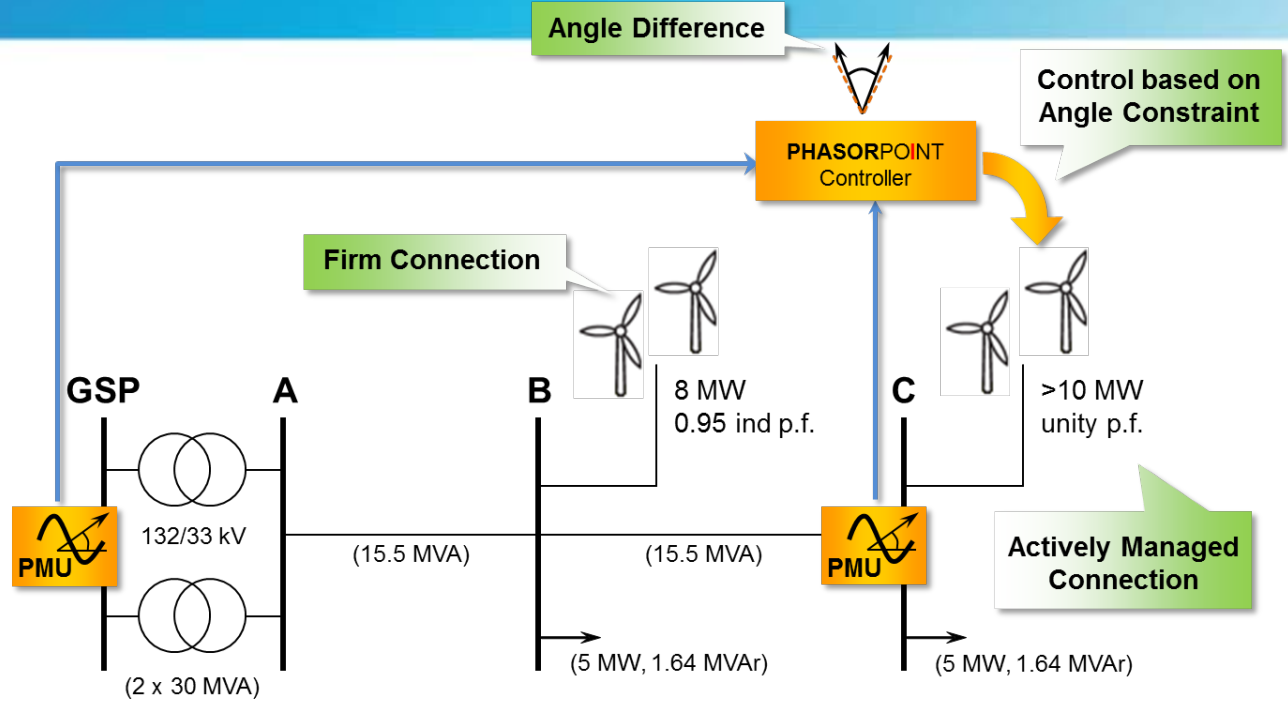 Angle Difference
Control based on
Angle Constraint
PHASORPOINT
Controller
Firm Connection
GSP
A
B
8 MW
0.95 ind p.f.
C
>10 MW
unity p.f.
132/33 kV
PMU
(15.5 MVA)
(15.5 MVA)
PMU
Actively Managed
Connection
(2 x 30 MVA)
(5 MW, 1.64 MVAr)
(5 MW, 1.64 MVAr)